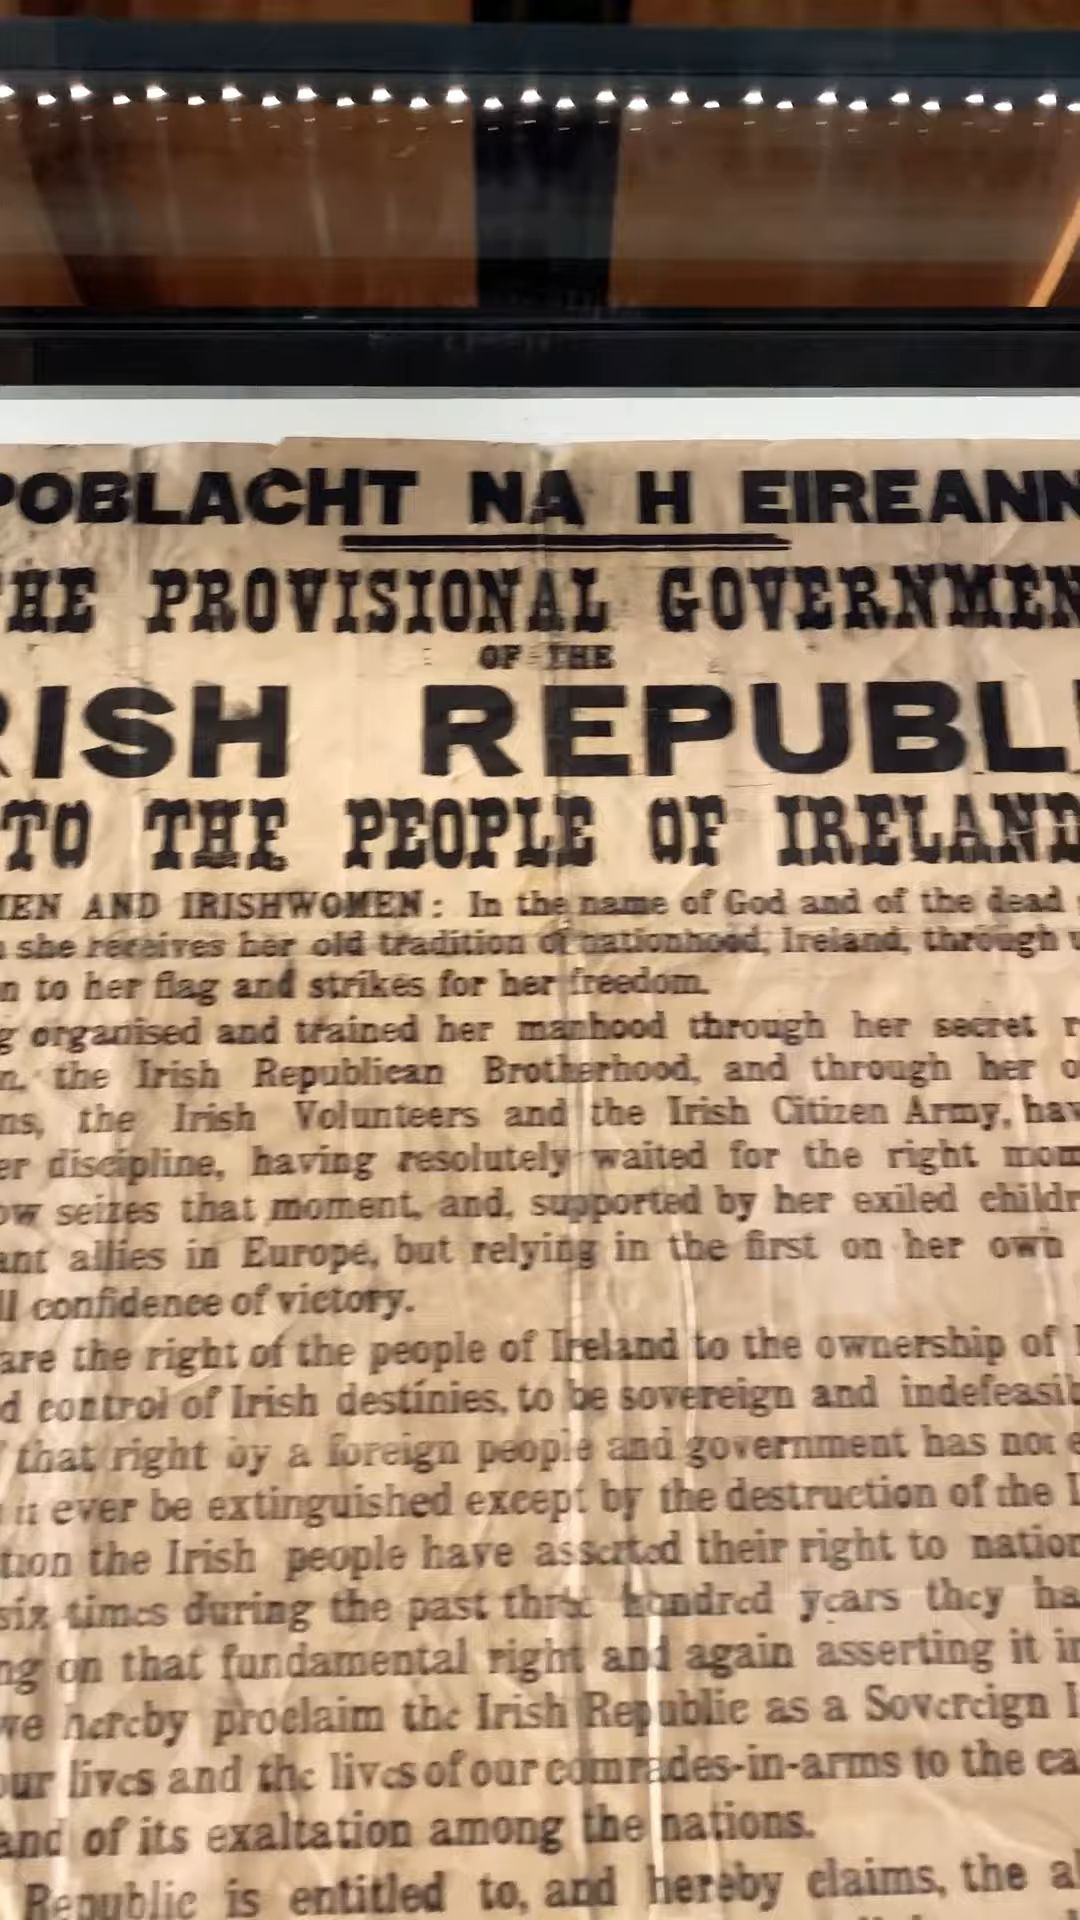 POBLACHT NA H EIREANN
THE PROVISIONAL GOVERNMEN
OF THE
RISH REPUBLI
TO THE PEOPLE OF IRELAND
EN AND IRISHWOMEN: In the name of God and of the dead
she receives her old tradition of nationhood, Ireland, through
n to her flag and strikes for her freedom.
g organised and trained her manhood through her secret r
n, the Irish Republican Brotherhood, and through her o
ns, the Irish Volunteers and the Irish Citizen Army, hav
er discipline, having resolutely waited for the right mom
ow seizes that moment, and, supported by her exiled childr
ant allies in Europe, but relying in the first on her own
ll confidence of victory.
are the right of the people of Ireland to the ownership of
d control of Irish destinies, to be sovereign and indefeasib
that right by a foreign people and government has not e
it ever be extinguished except by the destruction of the I
tion the Irish people have asserted their right to nation
six times during the past three hundred years they ha
ng on that fundamental right and again asserting it in
we hereby proclaim the Irish Republic as a Sovereign I
our lives and the lives of our comrades-in-arms to the ca
and of its exaltation among the nations.
Republic is entitled to, and hereby claims, the al